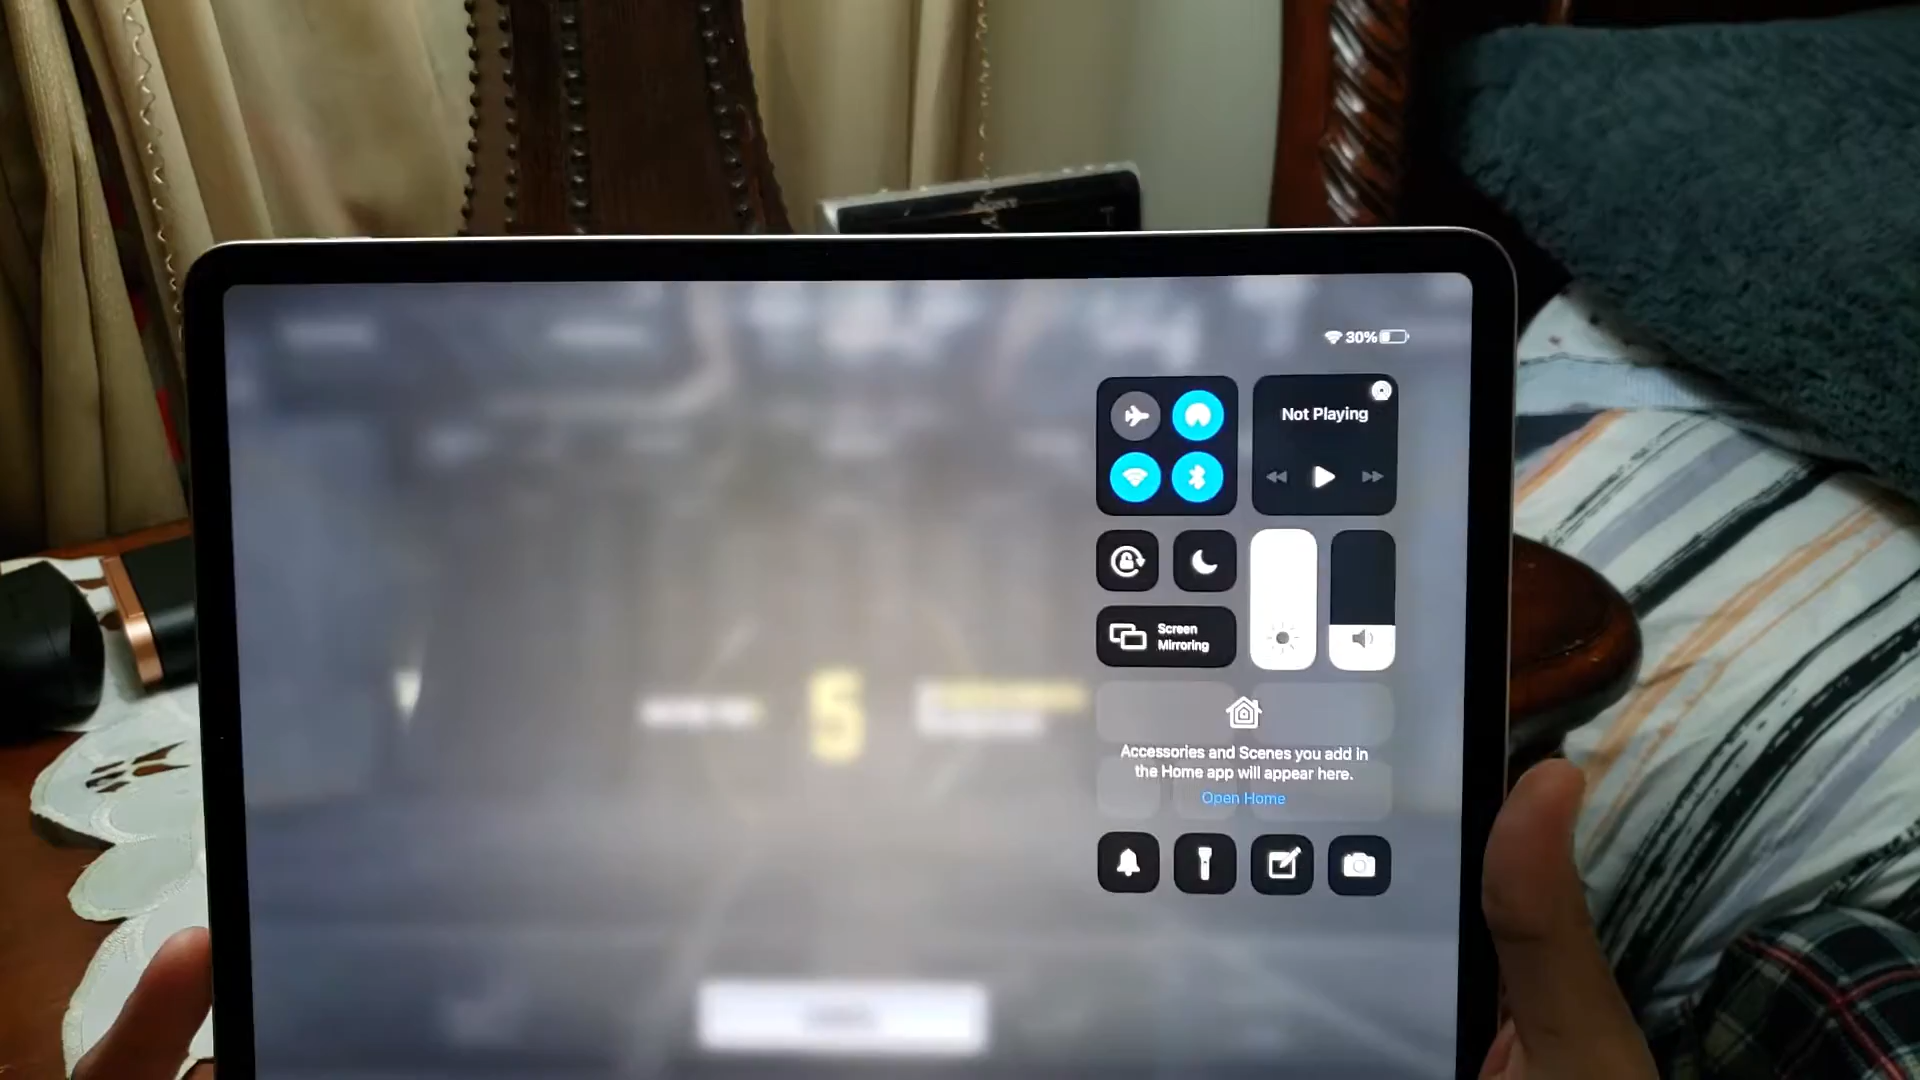 SONY
30%
Not Playing
Screen
Mirroring
5
Accessories and Scenes you add in
the Home app will appear here.
Open Home